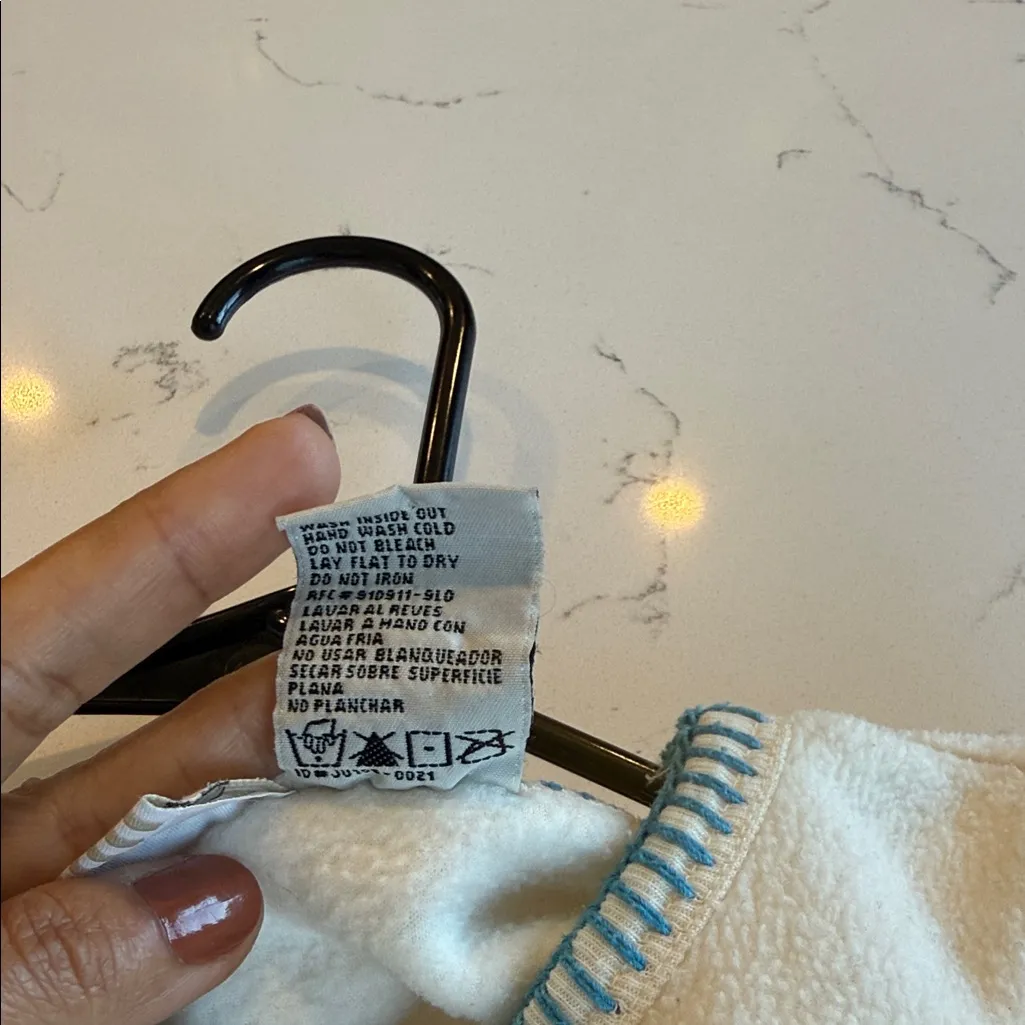 WASH INSIDE OUT
HAND WASH COLD
DO NOT BLEACH
LAY FLAT TO DRY
DO NOT IRON
RFC#910911-9L0
LAVAR AL REVES
LAVAR A MANO CON
AGUA FRIA
NO USAR BLANQUEADOR
SECAR SOBRE SUPERFICIE
PLANA
NO PLANCHAR